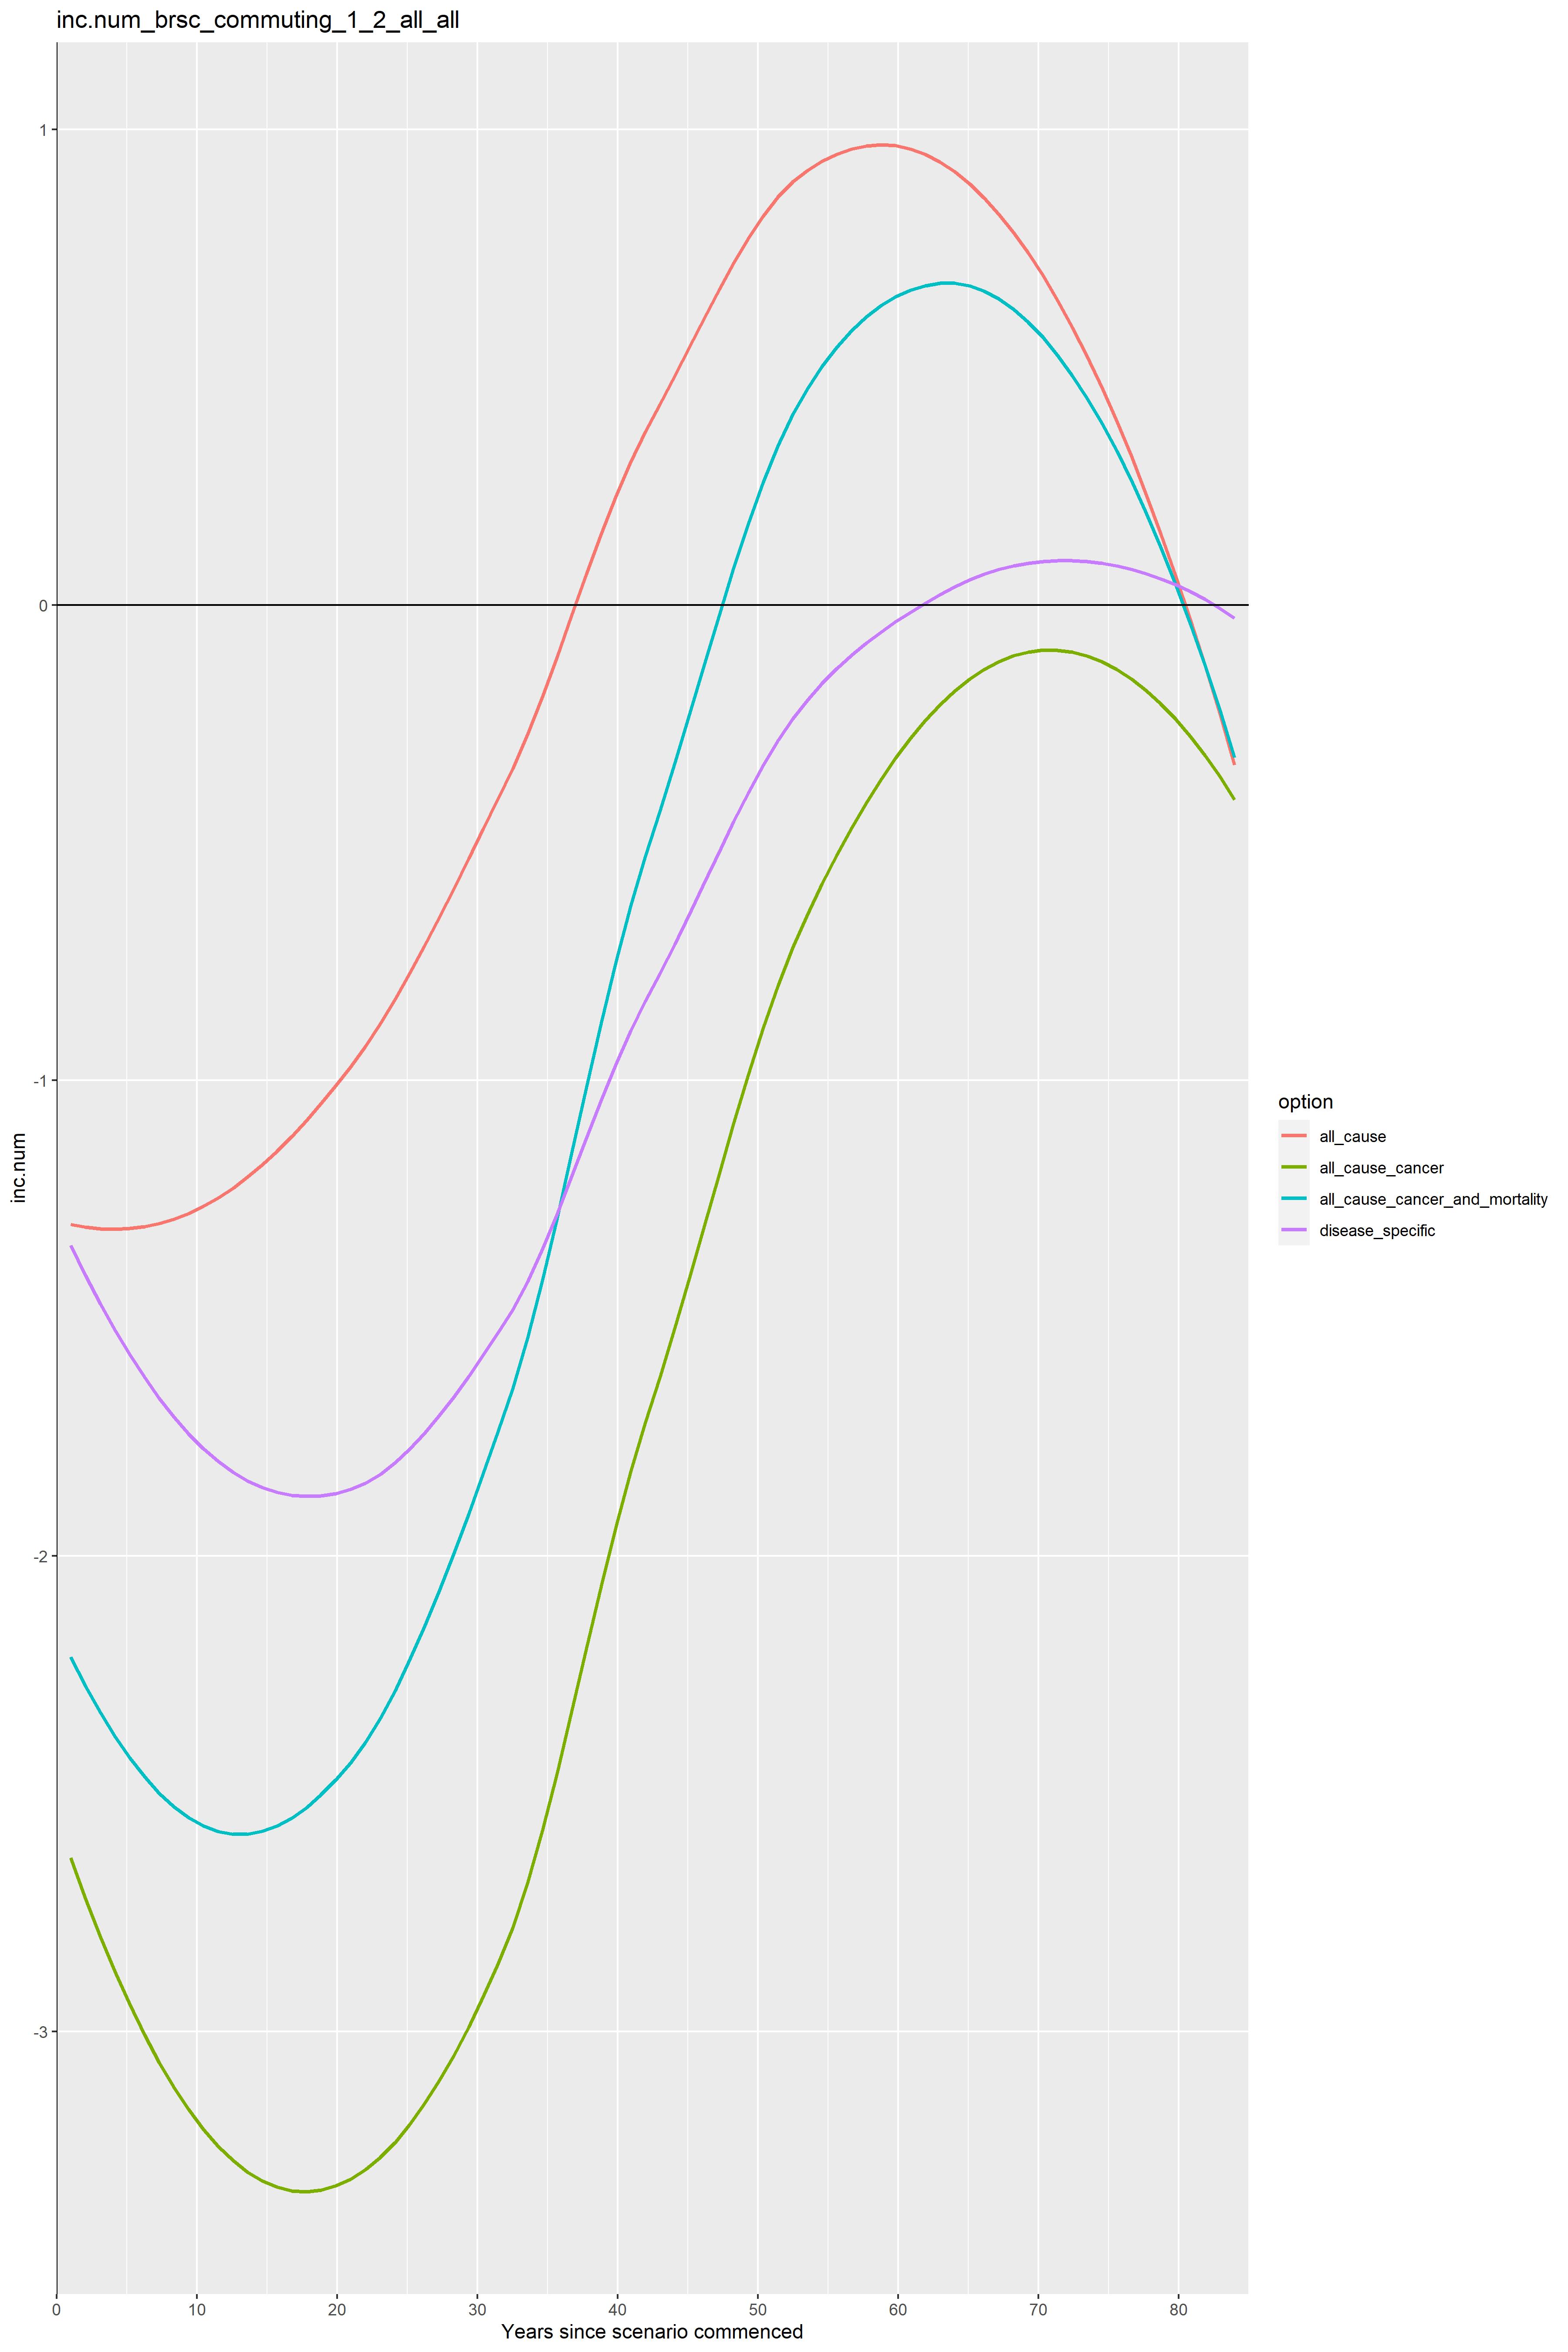 inc.num_brsc_commuting_1_2_all_all
1
0
-1
-2
-3
inc.num
0 10 20 30 40 50 60 70 80
Years since scenario commenced
option
all_cause
all_cause_cancer
all_cause_cancer_and_mortality
disease_specific